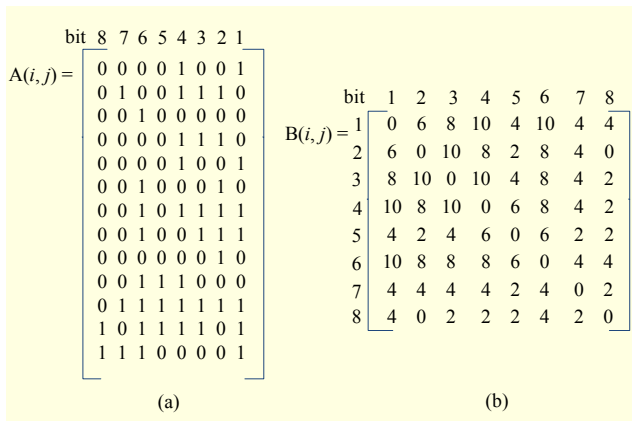 bit 8 7 6 5 4 3 2 1
A(i, j) =
0 0 0 0 1 0 0 1
0 1 0 0 1 1 1 0
0 0 1 0 0 0 0 0
0 0 0 0 1 1 1 0
0 0 0 0 1 0 0 1
0 0 1 0 0 0 1 0
0 0 1 0 1 1 1 1
0 0 1 0 0 1 1 1
0 0 0 0 0 0 1 0
0 0 1 1 1 0 0 0
0 1 1 1 1 1 1 1
1 0 1 1 1 1 0 1
1 1 1 0 0 0 0 1
(a)
bit 1 2 3 4 5 6 7 8
B(i, j) =
1 0 6 8 10 4 10 4 4
2 6 0 10 8 2 8 4 0
3 8 10 0 10 4 8 4 2
4 10 8 10 0 6 8 4 2
5 4 2 4 6 0 6 2 2
6 10 8 8 8 6 0 4 4
7 4 4 4 4 2 4 0 2
8 4 0 2 2 2 4 2 0
(b)